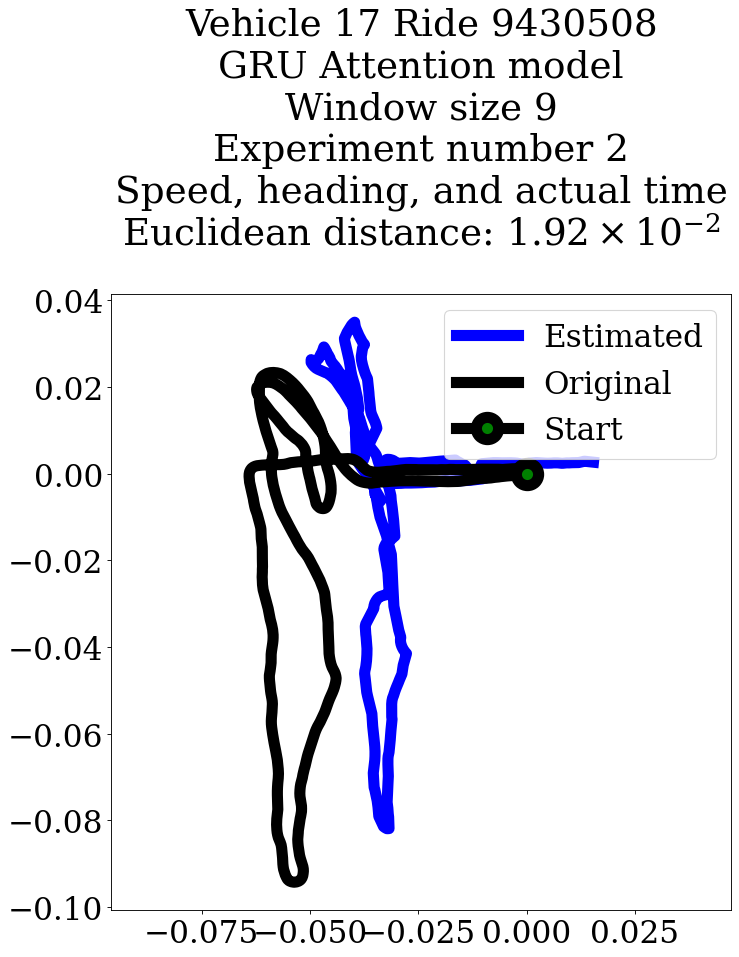 Vehicle 17 Ride 9430508
GRU Attention model
Window size 9
Experiment number 2
Speed, heading, and actual time
Euclidean distance: 1.92 × 10⁻²
Estimated
Original
Start
0.04
0.02
0.00
−0.02
−0.04
−0.06
−0.08
−0.10
−0.075 −0.050 −0.025 0.000 0.025